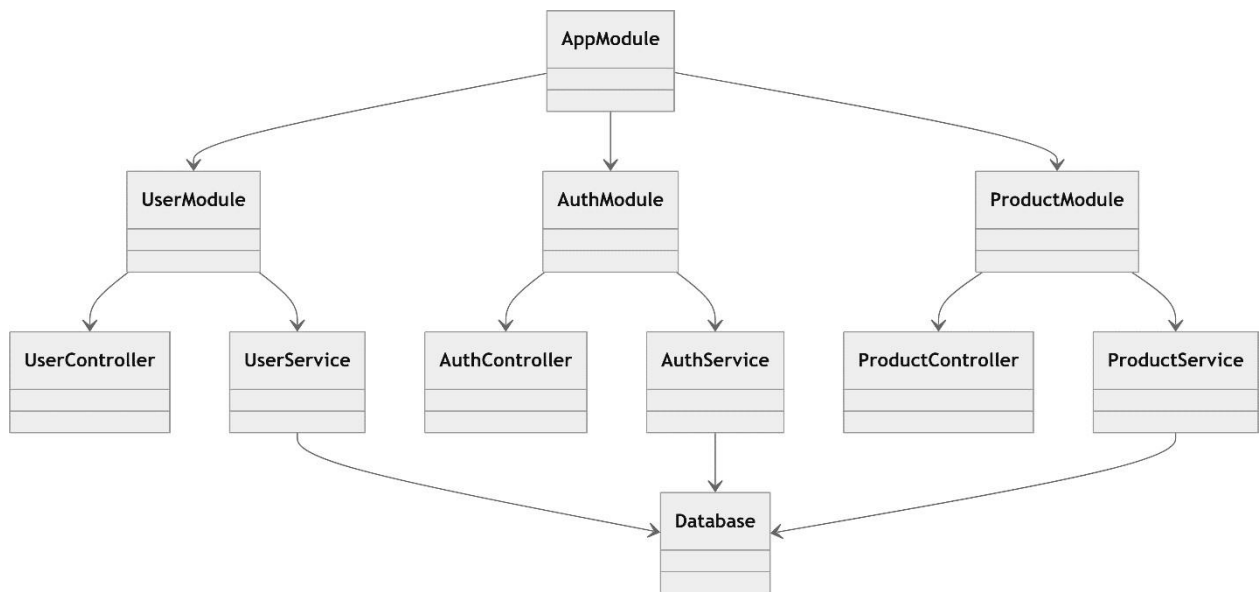 AppModule
UserModule
AuthModule
ProductModule
UserController
UserService
AuthController
AuthService
ProductController
ProductService
Database